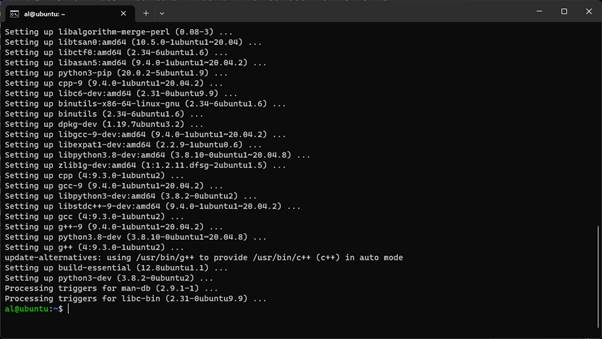 al@ubuntu: ~
Setting up libalgorithm-merge-perl (0.08-3) ...
Setting up libtsan0:amd64 (10.5.0-1ubuntu1~20.04) ...
Setting up libctf0:amd64 (2.34-6ubuntu1.6) ...
Setting up libasan5:amd64 (9.4.0-1ubuntu1~20.04.2) ...
Setting up python3-pip (20.0.2-5ubuntu1.9) ...
Setting up cpp-9 (9.4.0-1ubuntu1~20.04.2) ...
Setting up libc6-dev:amd64 (2.31-0ubuntu9.9) ...
Setting up binutils-x86-64-linux-gnu (2.34-6ubuntu1.6) ...
Setting up binutils (2.34-6ubuntu1.6) ...
Setting up dpkg-dev (1.19.7ubuntu3.2) ...
Setting up libgcc-9-dev:amd64 (9.4.0-1ubuntu1~20.04.2) ...
Setting up libexpat1-dev:amd64 (2.2.9-1ubuntu0.6) ...
Setting up libpython3.8-dev:amd64 (3.8.10-0ubuntu1~20.04.8) ...
Setting up zlib1g-dev:amd64 (1:1.2.11.dfsg-2ubuntu1.5) ...
Setting up cpp (4:9.3.0-1ubuntu2) ...
Setting up gcc-9 (9.4.0-1ubuntu1~20.04.2) ...
Setting up libpython3-dev:amd64 (3.8.2-0ubuntu2) ...
Setting up libstdc++-9-dev:amd64 (9.4.0-1ubuntu1~20.04.2) ...
Setting up gcc (4:9.3.0-1ubuntu2) ...
Setting up g++-9 (9.4.0-1ubuntu1~20.04.2) ...
Setting up python3.8-dev (3.8.10-0ubuntu1~20.04.8) ...
Setting up g++ (4:9.3.0-1ubuntu2) ...
update-alternatives: using /usr/bin/g++ to provide /usr/bin/c++ (c++) in auto mode
Setting up build-essential (12.8ubuntu1.1) ...
Setting up python3-dev (3.8.2-0ubuntu2) ...
Processing triggers for man-db (2.9.1-1) ...
Processing triggers for libc-bin (2.31-0ubuntu9.9) ...
al@ubuntu:~$